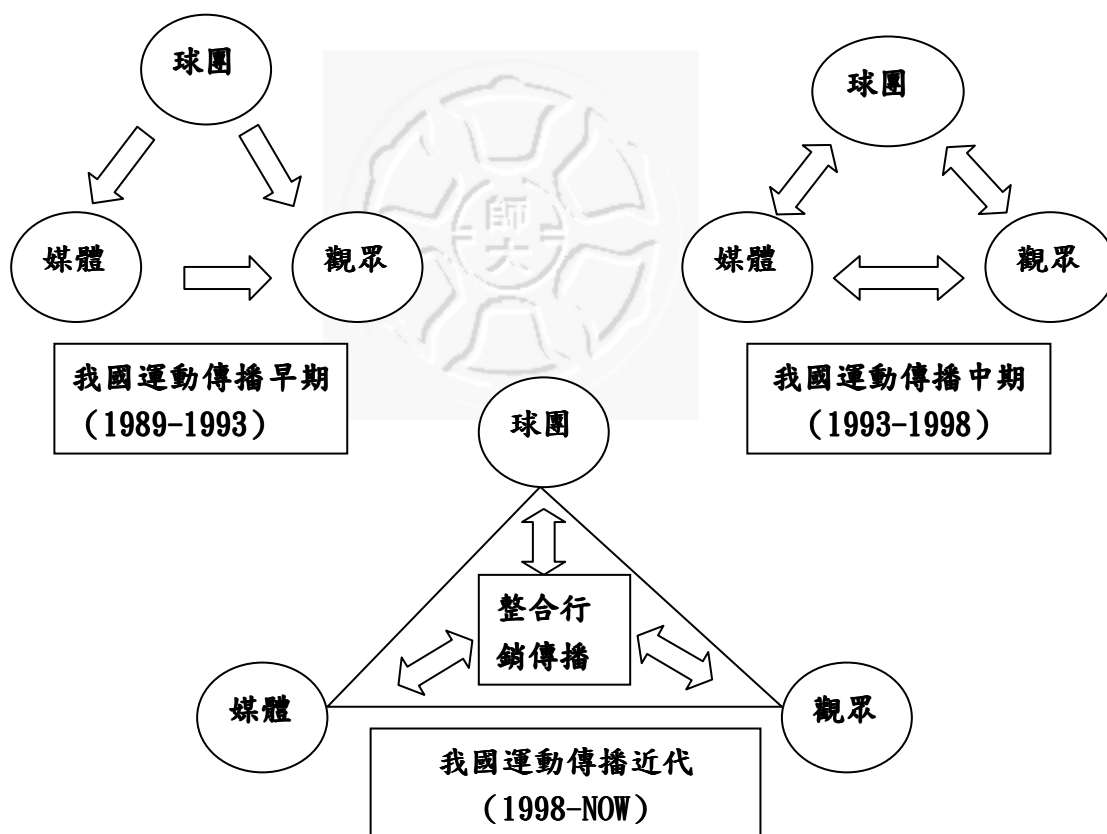 球團
媒體
觀眾
我國運動傳播早期
（1989-1993）
球團
媒體
觀眾
我國運動傳播中期
（1993-1998）
師
大
球團
整合行
銷傳播
媒體
觀眾
我國運動傳播近代
（1998-NOW）